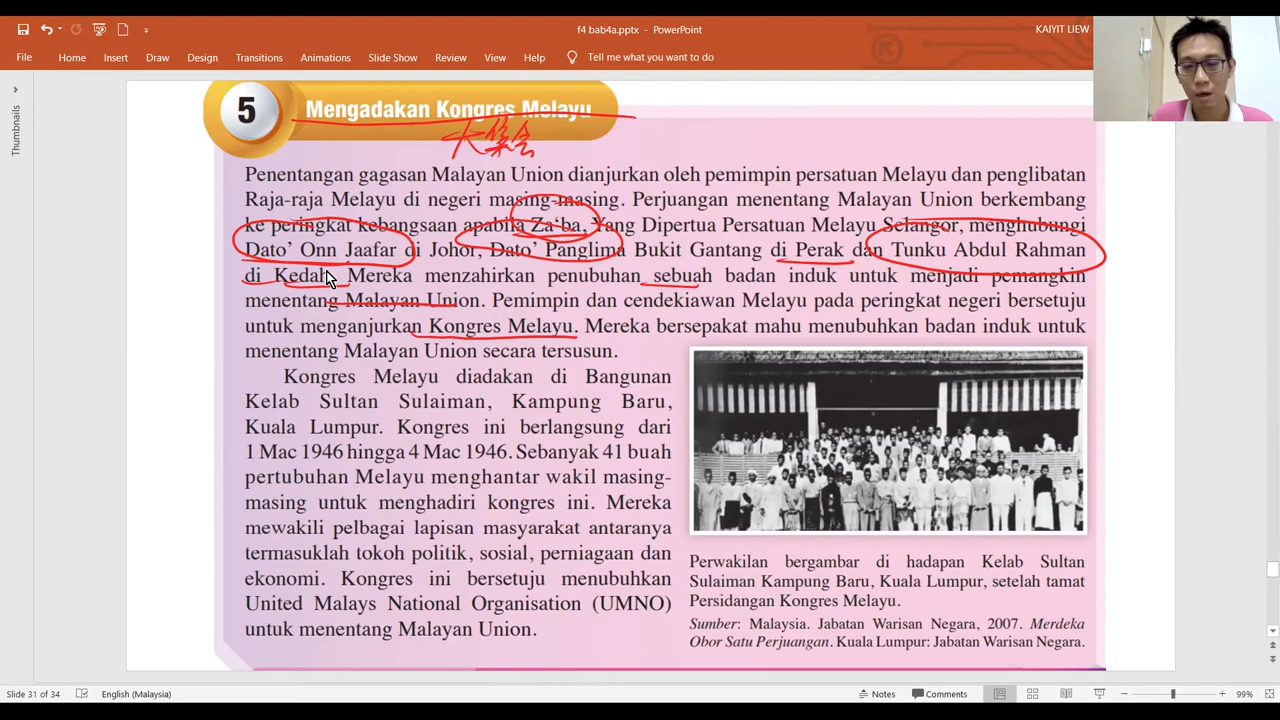 f4 bab4a.pptx - PowerPoint
KAIYIT LIEW
File Home Insert Draw Design Transitions Animations Slide Show Review View Help Tell me what you want to do
Thumbnails
5 Mengadakan Kongres Melayu
大集会
Penentangan gagasan Malayan Union dianjurkan oleh pemimpin persatuan Melayu dan penglibatan
Raja-raja Melayu di negeri masing-masing. Perjuangan menentang Malayan Union berkembang
ke peringkat kebangsaan apabila Za‘ba, Yang Dipertua Persatuan Melayu Selangor, menghubungi
Dato’ Onn Jaafar di Johor, Dato’ Panglima Bukit Gantang di Perak dan Tunku Abdul Rahman
di Kedah. Mereka menzahirkan penubuhan sebuah badan induk untuk menjadi pemangkin
menentang Malayan Union. Pemimpin dan cendekiawan Melayu pada peringkat negeri bersetuju
untuk menganjurkan Kongres Melayu. Mereka bersepakat mahu menubuhkan badan induk untuk
menentang Malayan Union secara tersusun.
Kongres Melayu diadakan di Bangunan
Kelab Sultan Sulaiman, Kampung Baru,
Kuala Lumpur. Kongres ini berlangsung dari
1 Mac 1946 hingga 4 Mac 1946. Sebanyak 41 buah
pertubuhan Melayu menghantar wakil masing-
masing untuk menghadiri kongres ini. Mereka
mewakili pelbagai lapisan masyarakat antaranya
termasuklah tokoh politik, sosial, perniagaan dan
ekonomi. Kongres ini bersetuju menubuhkan
United Malays National Organisation (UMNO)
untuk menentang Malayan Union.
Perwakilan bergambar di hadapan Kelab Sultan
Sulaiman Kampung Baru, Kuala Lumpur, setelah tamat
Persidangan Kongres Melayu.
Sumber: Malaysia. Jabatan Warisan Negara, 2007. Merdeka
Obor Satu Perjuangan. Kuala Lumpur: Jabatan Warisan Negara.
Slide 31 of 34 English (Malaysia) Notes Comments 99%